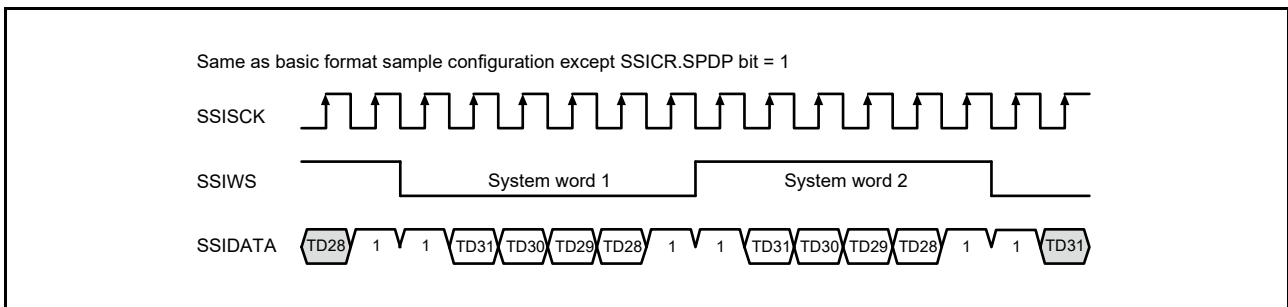 Same as basic format sample configuration except SSICR.SPDP bit = 1
SSISCK
SSIWS System word 1 System word 2
SSIDATA TD28 1 1 TD31 TD30 TD29 TD28 1 1 TD31 TD30 TD29 TD28 1 1 TD31